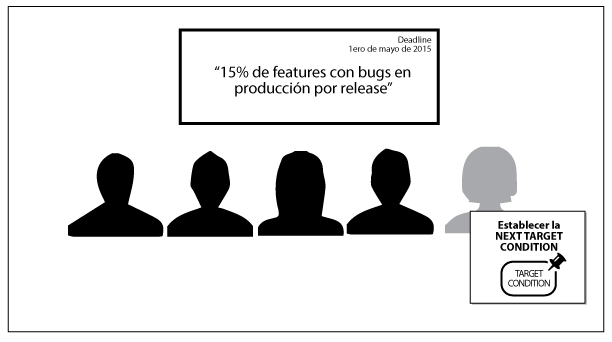 Deadline
1ero de mayo de 2015
“15% de features con bugs en
producción por release”
Establecer la
NEXT TARGET
CONDITION
TARGET
CONDITION